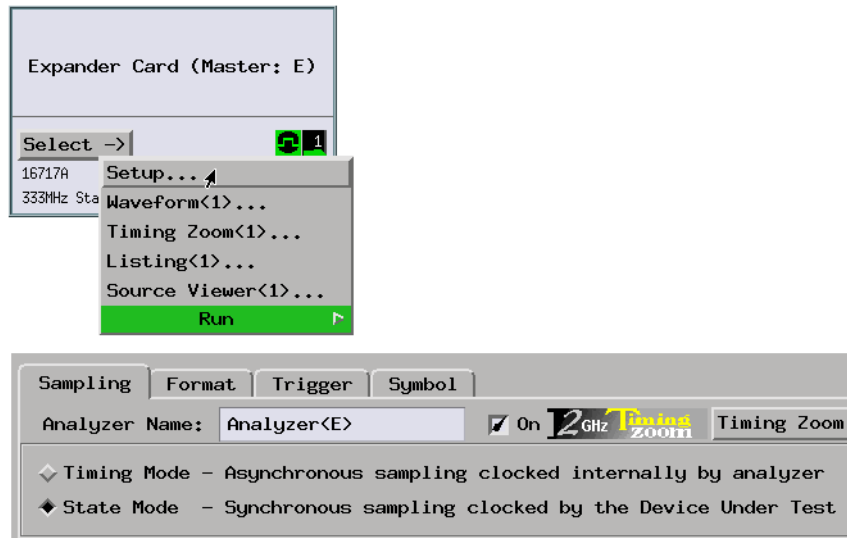 Expander Card (Master: E)
Select ->
1
16717A
333MHz Sta
Setup...
Waveform<1>...
Timing Zoom<1>...
Listing<1>...
Source Viewer<1>...
Run
Sampling Format Trigger Symbol
Analyzer Name: Analyzer<E> On 2GHz Timing zoom Timing Zoom
Timing Mode - Asynchronous sampling clocked internally by analyzer
State Mode - Synchronous sampling clocked by the Device Under Test